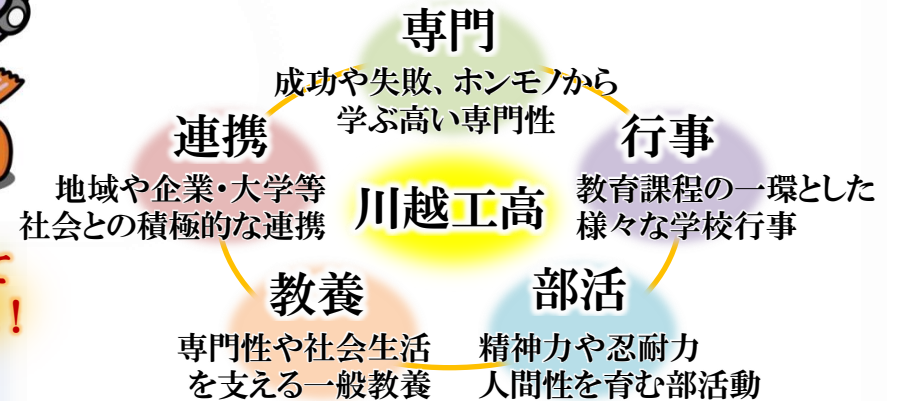 専門
成功や失敗、ホンモノから
学ぶ高い専門性
連携
地域や企業・大学等
社会との積極的な連携
川越工高
行事
教育課程の一環とした
様々な学校行事
教養
専門性や社会生活
を支える一般教養
部活
精神力や忍耐力
人間性を育む部活動
！